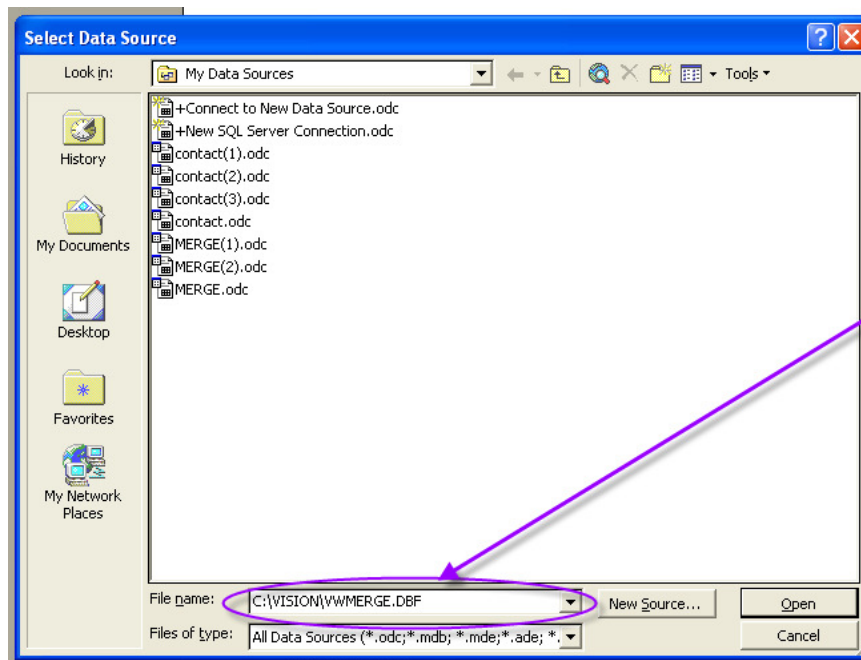 Select Data Source
?
Look in:
My Data Sources
Tools
History
My Documents
Desktop
Favorites
My Network
Places
+Connect to New Data Source.odc
+New SQL Server Connection.odc
contact(1).odc
contact(2).odc
contact(3).odc
contact.odc
MERGE(1).odc
MERGE(2).odc
MERGE.odc
File name:
C:\VISION\VWMERGE.DBF
New Source...
Open
Files of type:
All Data Sources (*.odc;*.mdb; *.mde;*.ade; *.
Cancel